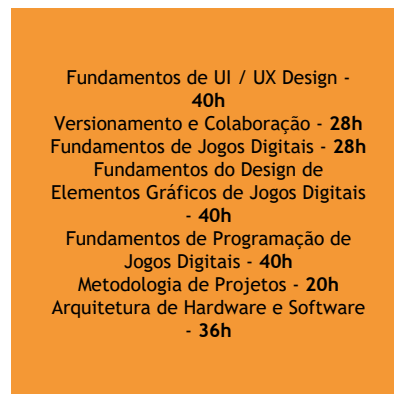 Fundamentos de UI / UX Design -
40h
Versionamento e Colaboração - 28h
Fundamentos de Jogos Digitais - 28h
Fundamentos do Design de
Elementos Gráficos de Jogos Digitais
- 40h
Fundamentos de Programação de
Jogos Digitais - 40h
Metodologia de Projetos - 20h
Arquitetura de Hardware e Software
- 36h